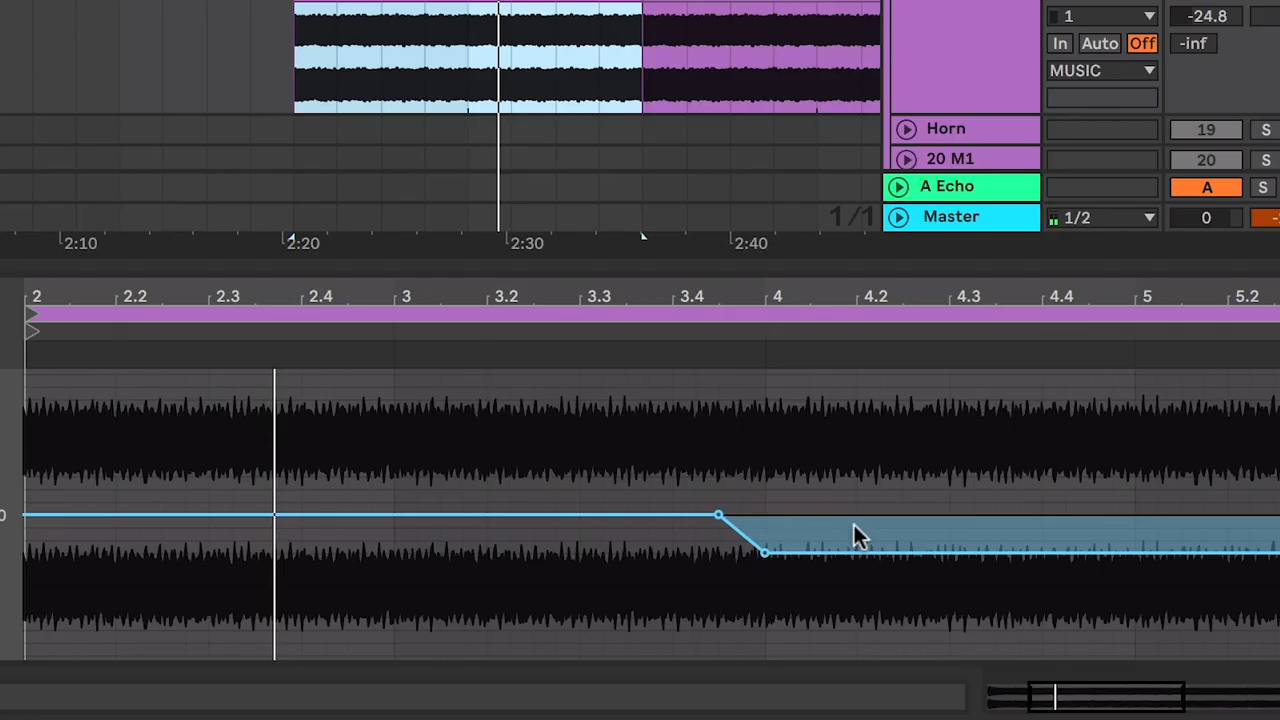 1 -24.8
In Auto Off -inf
MUSIC
Horn 19 S
20 M1 20 S
A Echo A S
1/1 Master 1/2 0
2:10 2:20 2:30 2:40
2 2.2 2.3 2.4 3 3.2 3.3 3.4 4 4.2 4.3 4.4 5 5.2
0